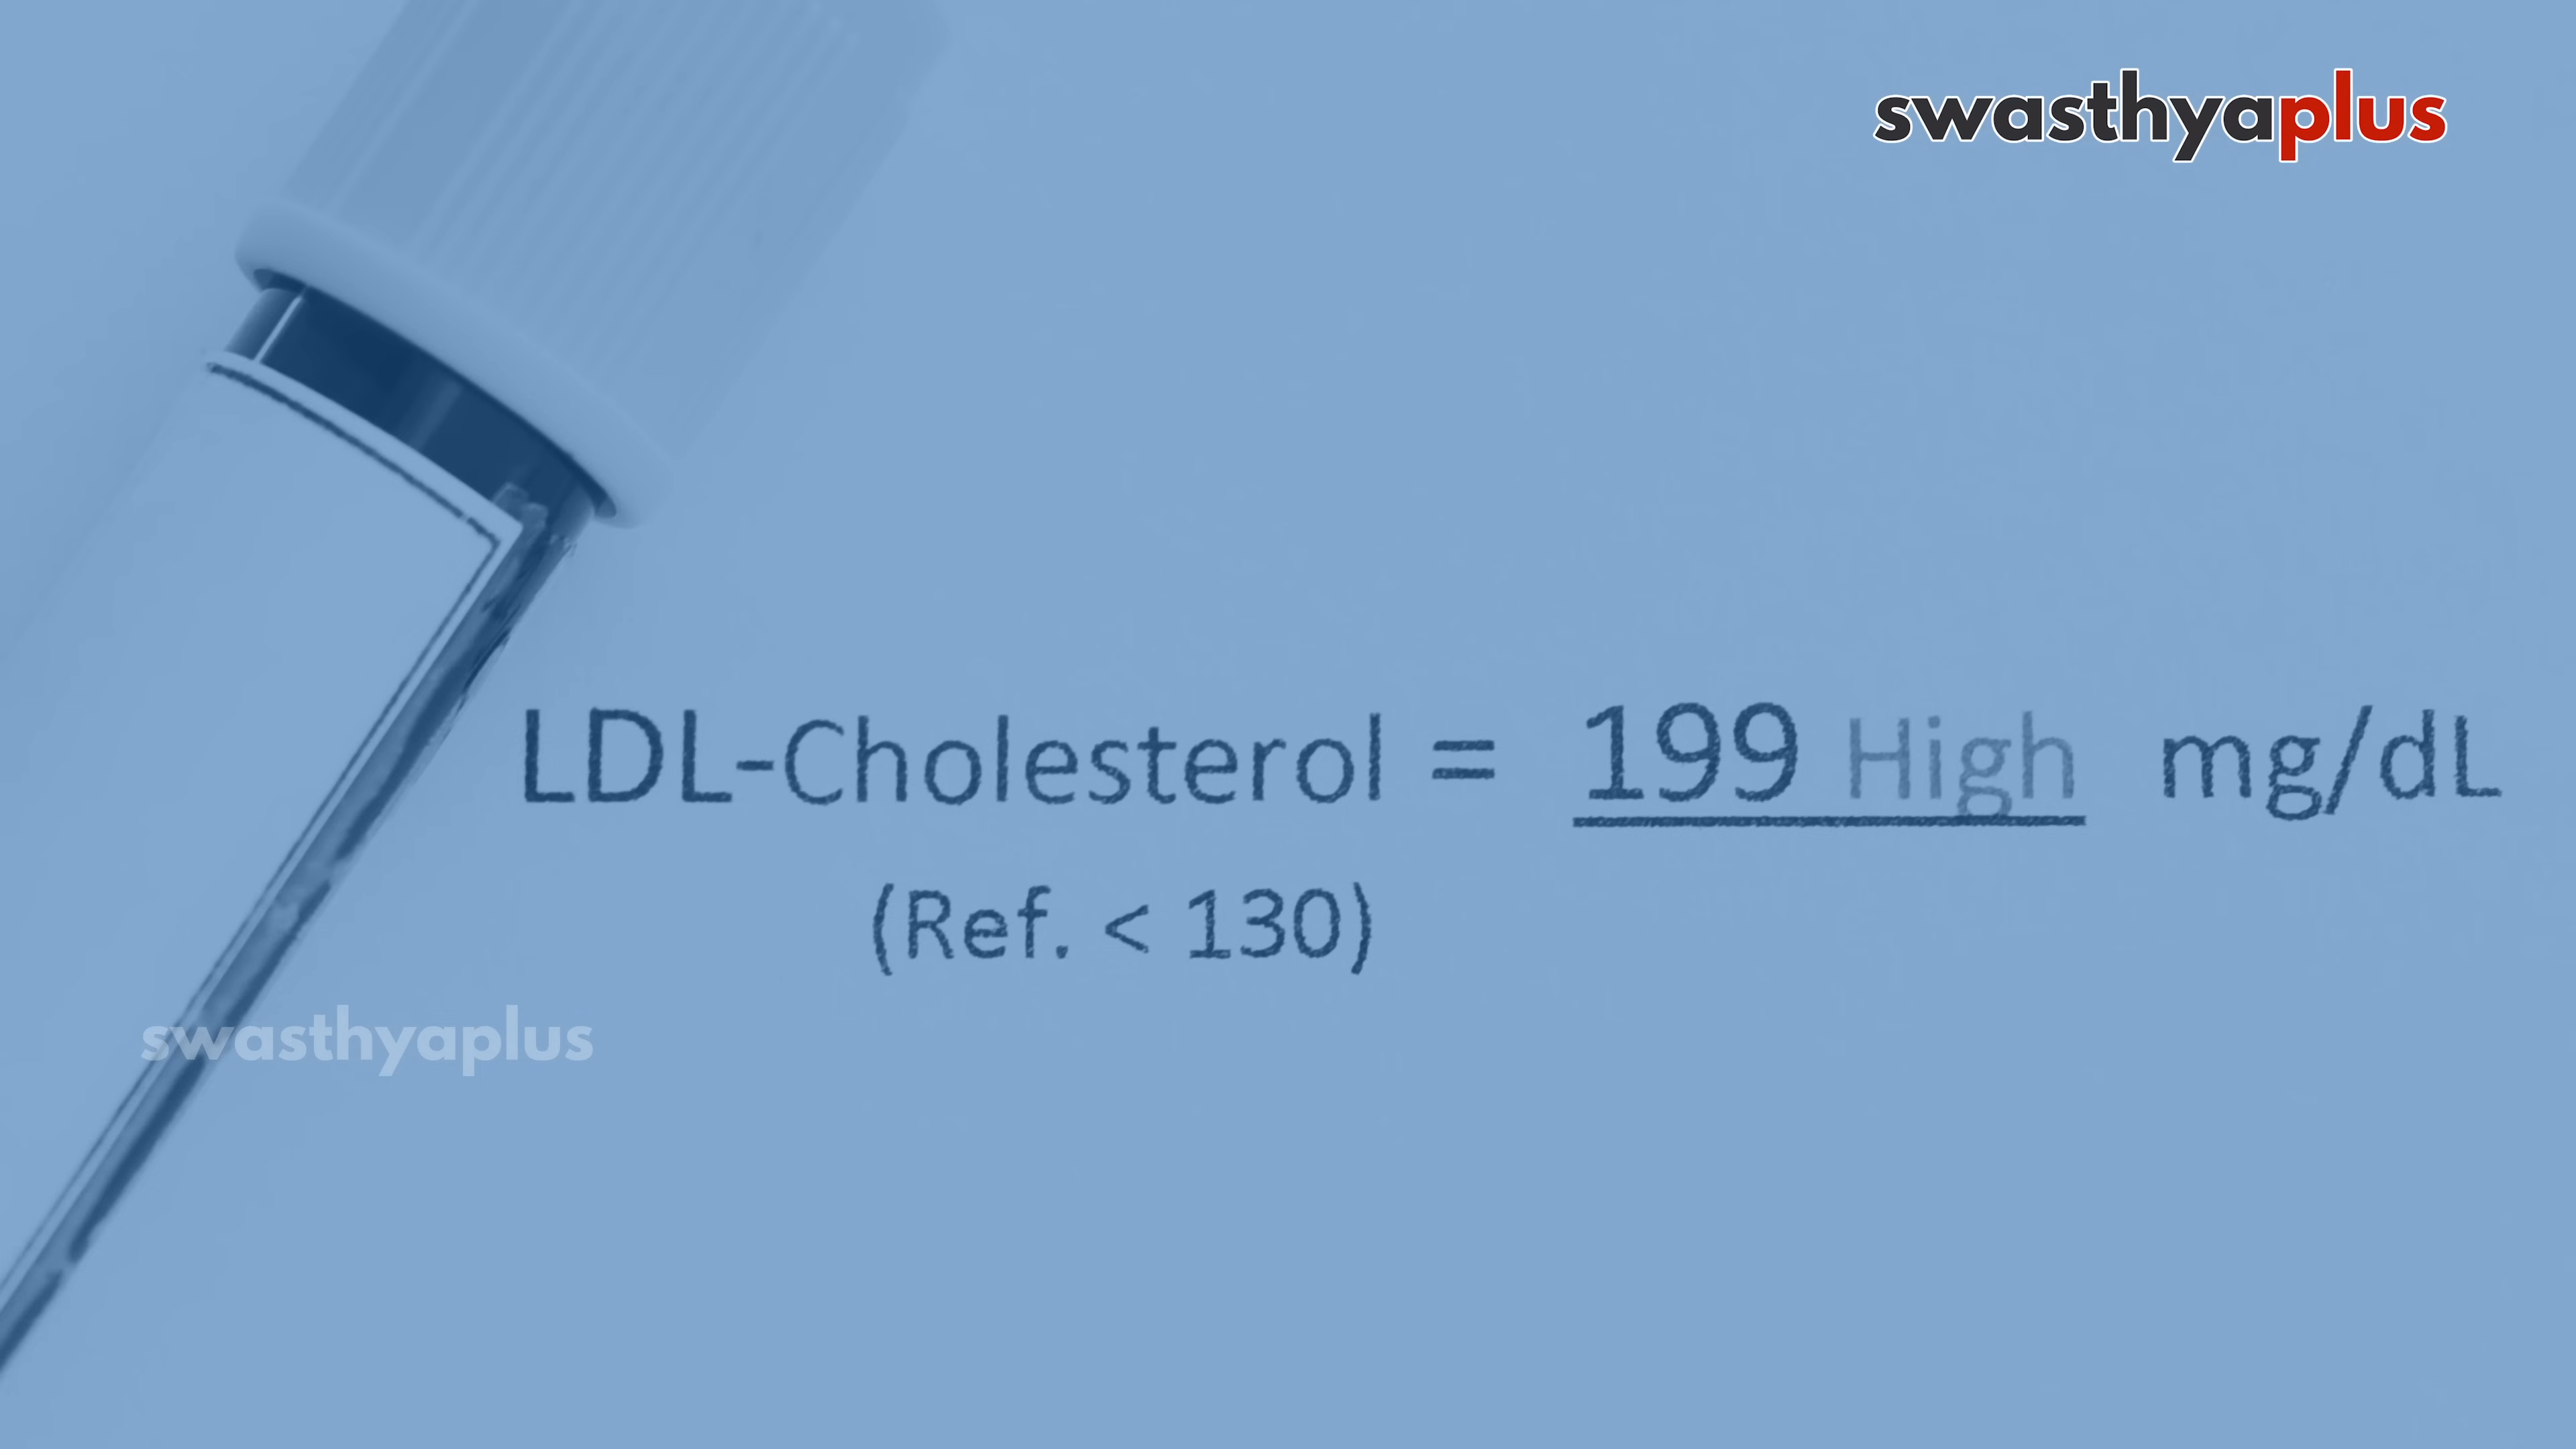 swasthyaplus
LDL-Cholesterol = 199 High mg/dL
(Ref. < 130)
swasthyaplus